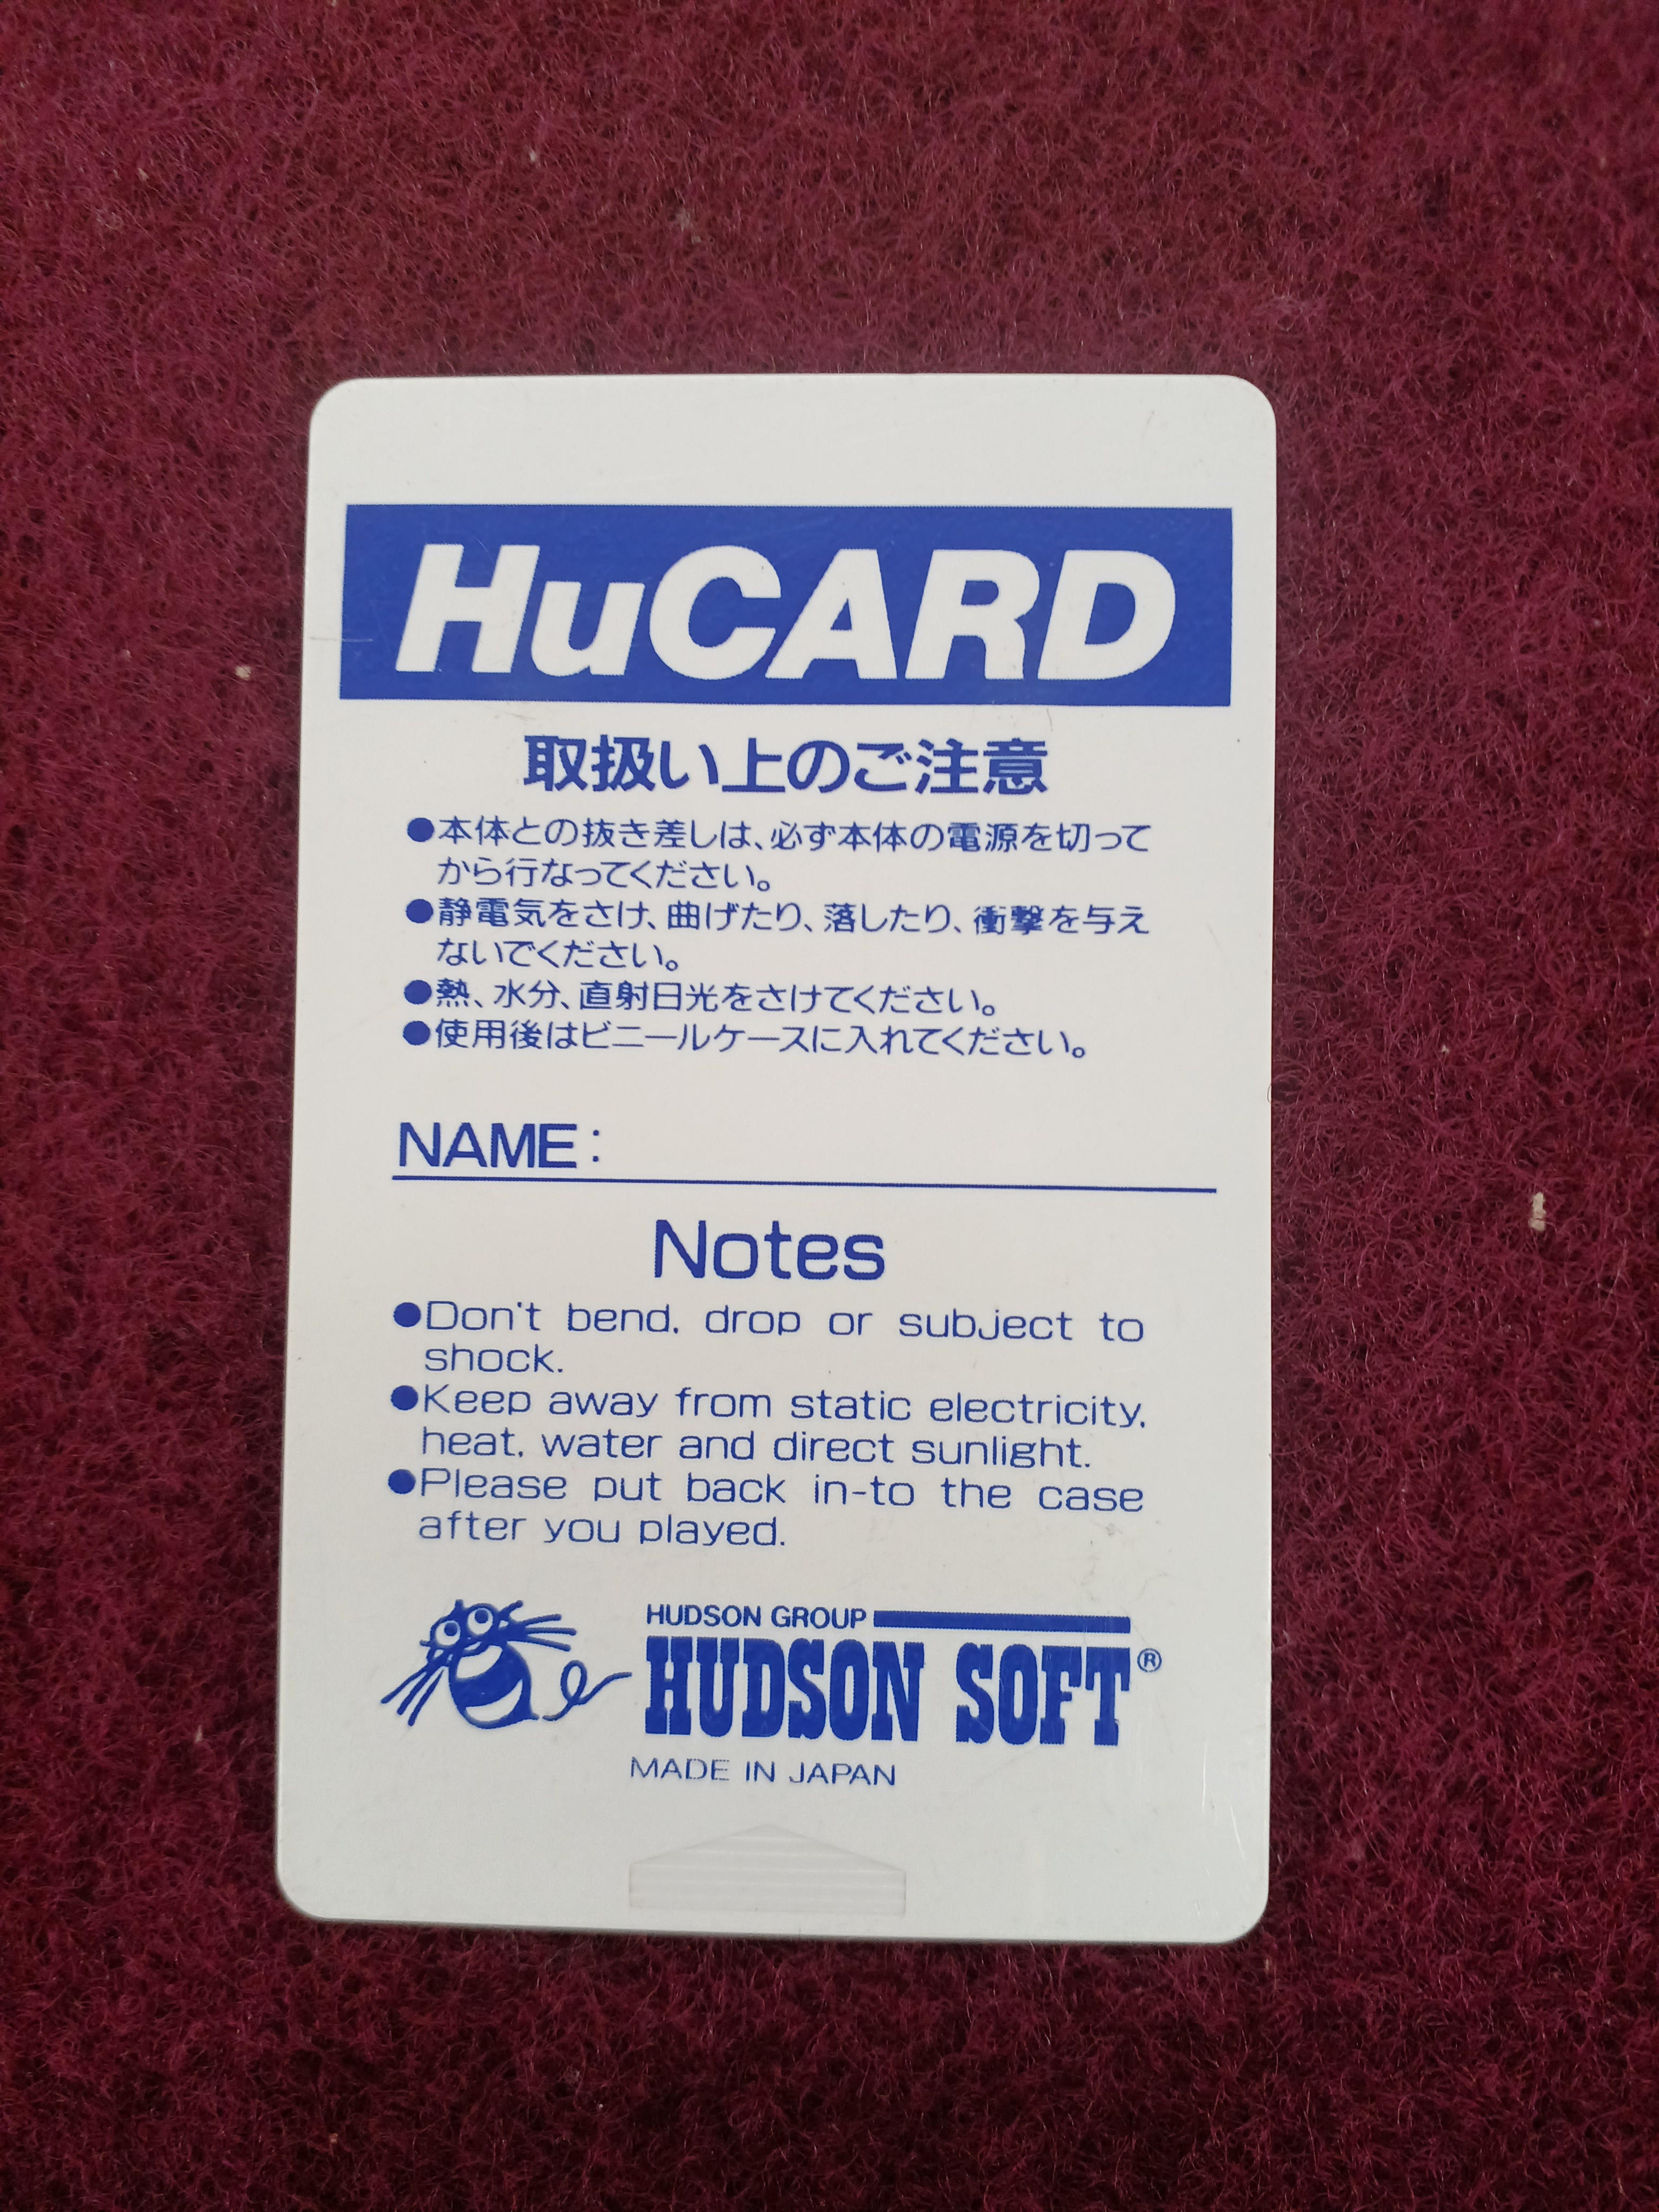 HuCARD
取扱い上のご注意
●本体との抜き差しは、必ず本体の電源を切って
から行なってください。
●静電気をさけ、曲げたり、落したり、衝撃を与え
ないでください。
●熱、水分、直射日光をさけてください。
●使用後はビニールケースに入れてください。
NAME:
Notes
●Don't bend, drop or subject to
shock.
●Keep away from static electricity,
heat, water and direct sunlight.
●Please put back in-to the case
after you played.
HUDSON GROUP
HUDSON SOFT®
MADE IN JAPAN